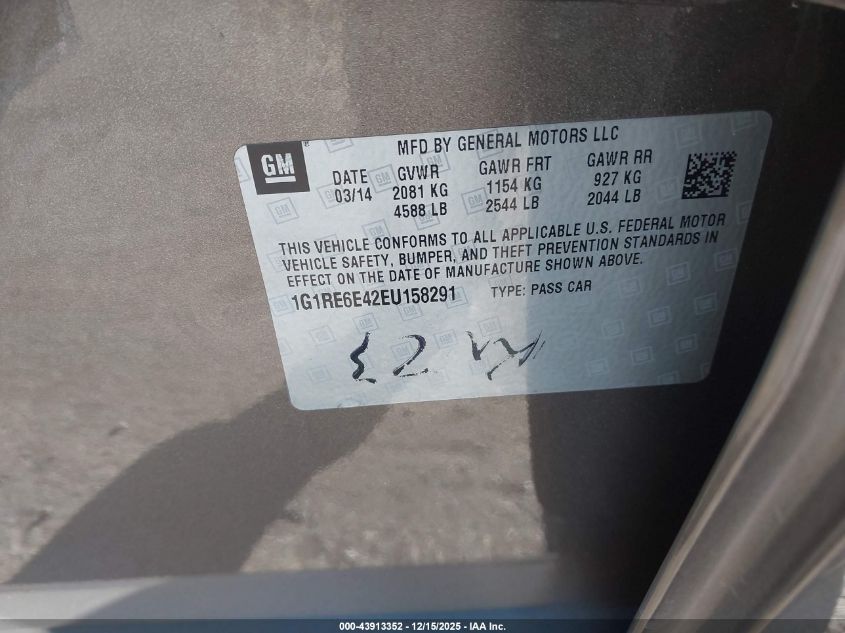 GM
MFD BY GENERAL MOTORS LLC
DATE GVWR GAWR FRT GAWR RR
03/14 2081 KG 1154 KG 927 KG
4588 LB 2544 LB 2044 LB
THIS VEHICLE CONFORMS TO ALL APPLICABLE U.S. FEDERAL MOTOR
VEHICLE SAFETY, BUMPER, AND THEFT PREVENTION STANDARDS IN
EFFECT ON THE DATE OF MANUFACTURE SHOWN ABOVE.
1G1RE6E42EU158291 TYPE: PASS CAR
000-43913352 - 12/15/2025 - IAA Inc.